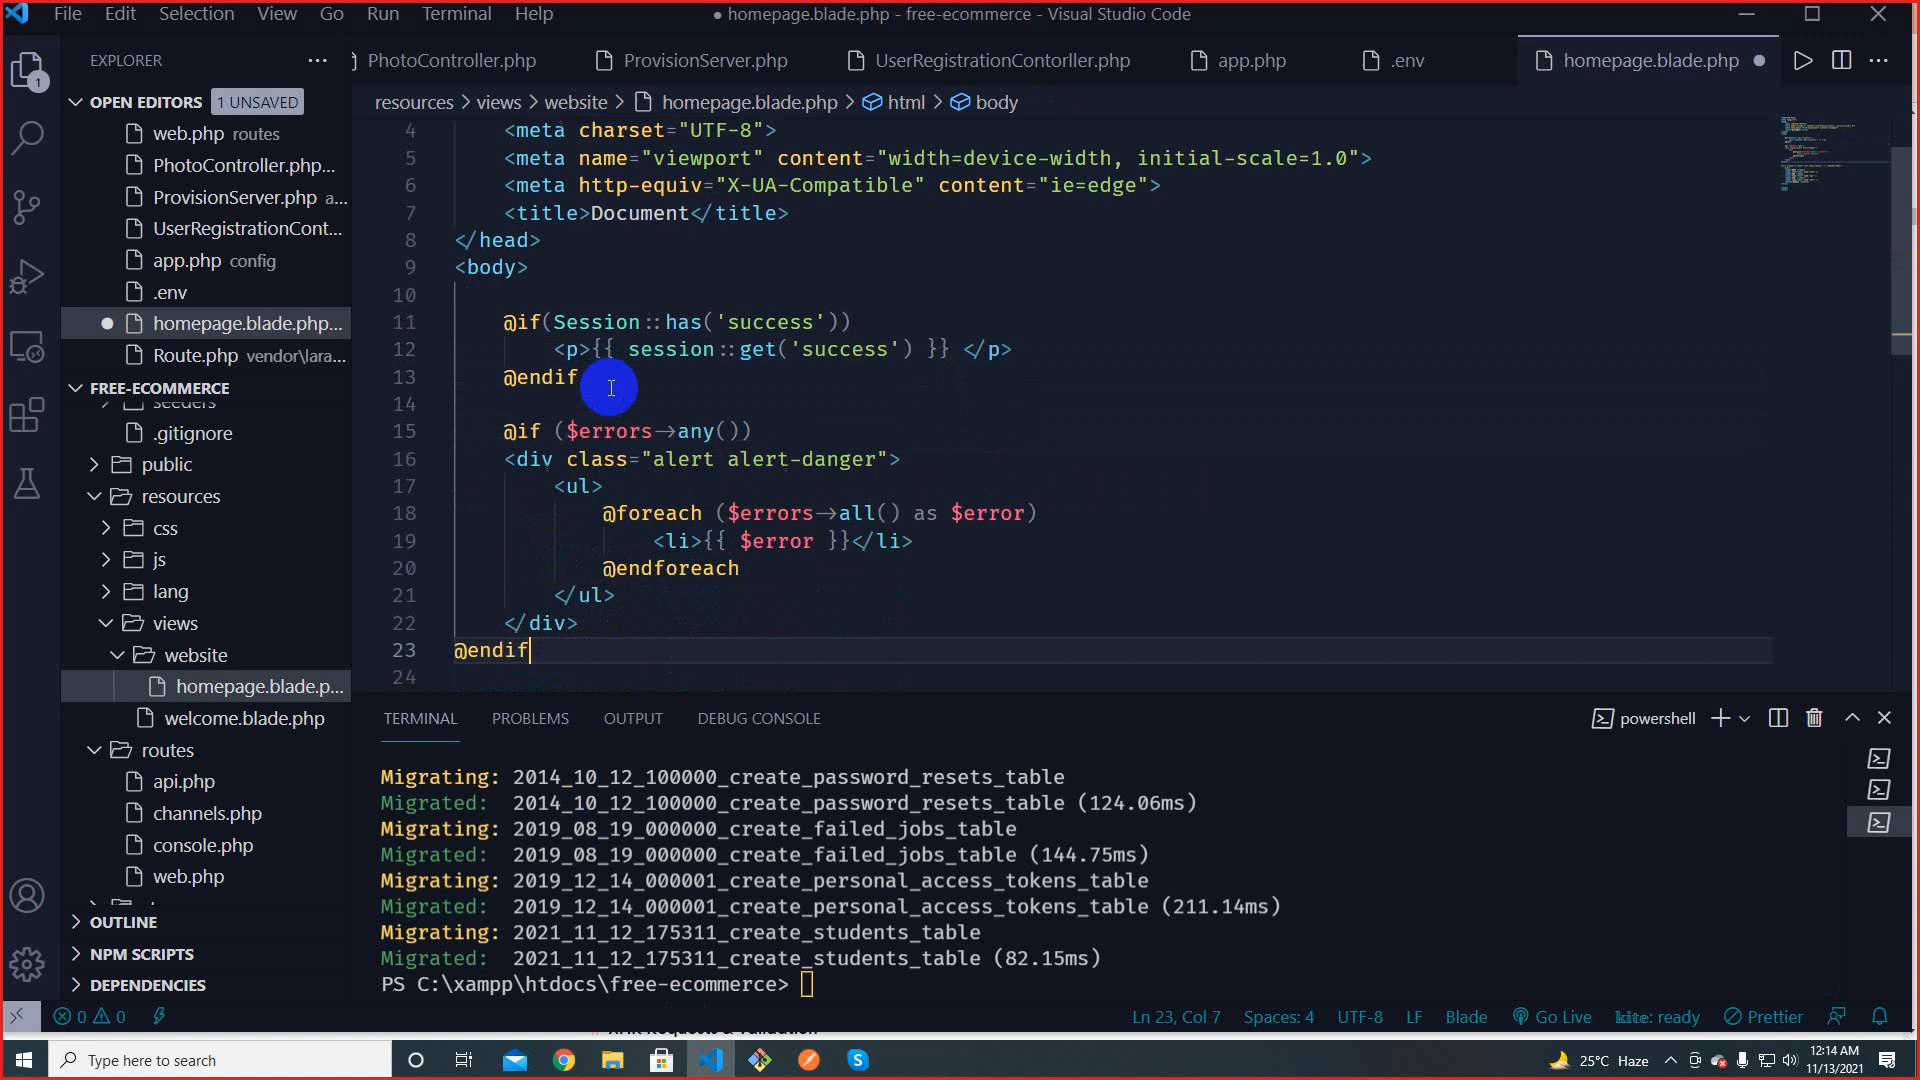 File Edit Selection View Go Run Terminal Help
● homepage.blade.php - free-ecommerce - Visual Studio Code
EXPLORER
PhotoController.php ProvisionServer.php UserRegistrationContorller.php app.php .env homepage.blade.php
OPEN EDITORS 1 UNSAVED
web.php routes
PhotoController.php...
ProvisionServer.php a...
UserRegistrationCont...
app.php config
.env
homepage.blade.php...
Route.php vendor\lara...
FREE-ECOMMERCE
seeders
.gitignore
public
resources
css
js
lang
views
website
homepage.blade.p...
welcome.blade.php
routes
api.php
channels.php
console.php
web.php
OUTLINE
NPM SCRIPTS
DEPENDENCIES
resources > views > website > homepage.blade.php > html > body
4 <meta charset="UTF-8">
5 <meta name="viewport" content="width=device-width, initial-scale=1.0">
6 <meta http-equiv="X-UA-Compatible" content="ie=edge">
7 <title>Document</title>
8 </head>
9 <body>
10
11 @if(Session::has('success'))
12 <p>{{ session::get('success') }} </p>
13 @endif
14
15 @if ($errors->any())
16 <div class="alert alert-danger">
17 <ul>
18 @foreach ($errors->all() as $error)
19 <li>{{ $error }}</li>
20 @endforeach
21 </ul>
22 </div>
23 @endif
24
TERMINAL PROBLEMS OUTPUT DEBUG CONSOLE
powershell
Migrating: 2014_10_12_100000_create_password_resets_table
Migrated: 2014_10_12_100000_create_password_resets_table (124.06ms)
Migrating: 2019_08_19_000000_create_failed_jobs_table
Migrated: 2019_08_19_000000_create_failed_jobs_table (144.75ms)
Migrating: 2019_12_14_000001_create_personal_access_tokens_table
Migrated: 2019_12_14_000001_create_personal_access_tokens_table (211.14ms)
Migrating: 2021_11_12_175311_create_students_table
Migrated: 2021_11_12_175311_create_students_table (82.15ms)
PS C:\xampp\htdocs\free-ecommerce>
0 0
Ln 23, Col 7 Spaces: 4 UTF-8 LF Blade Go Live kite: ready Prettier
Type here to search
25°C Haze
12:14 AM
11/13/2021